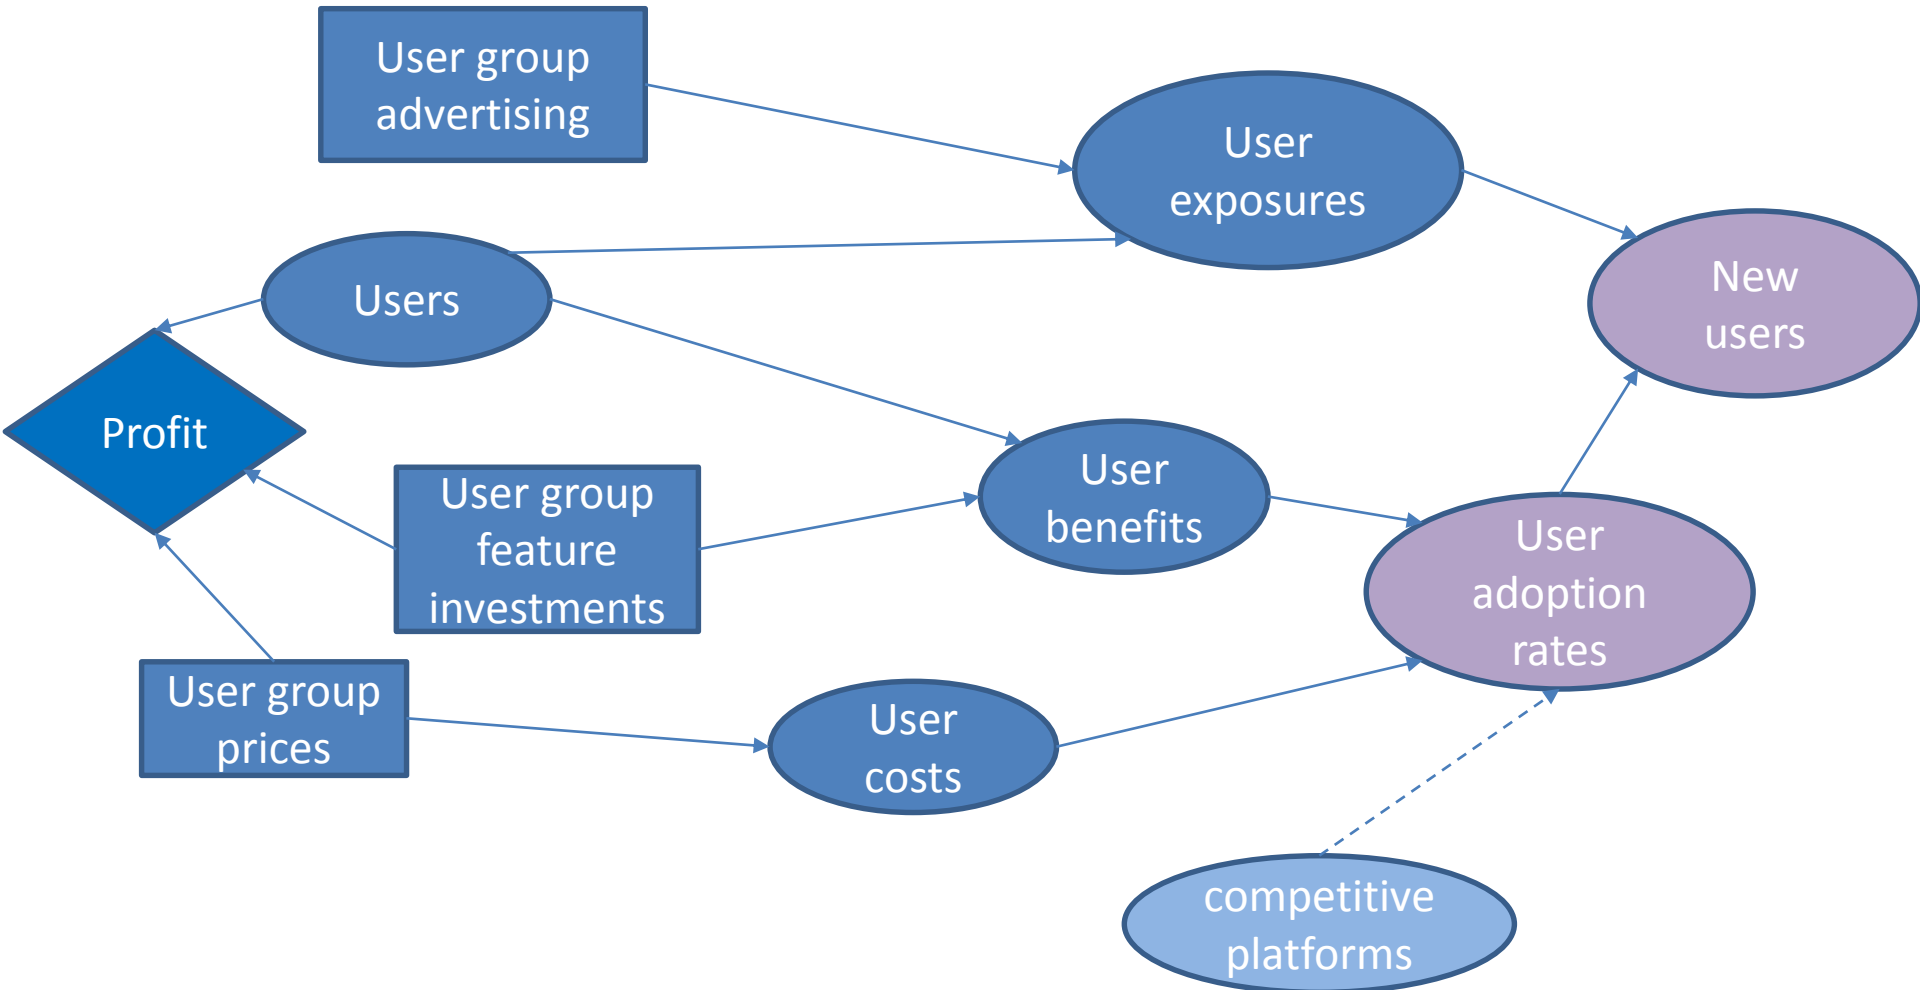 User group
advertising
User
exposures
Users
New
users
Profit
User group
feature
investments
User
benefits
User
adoption
rates
User group
prices
User
costs
competitive
platforms